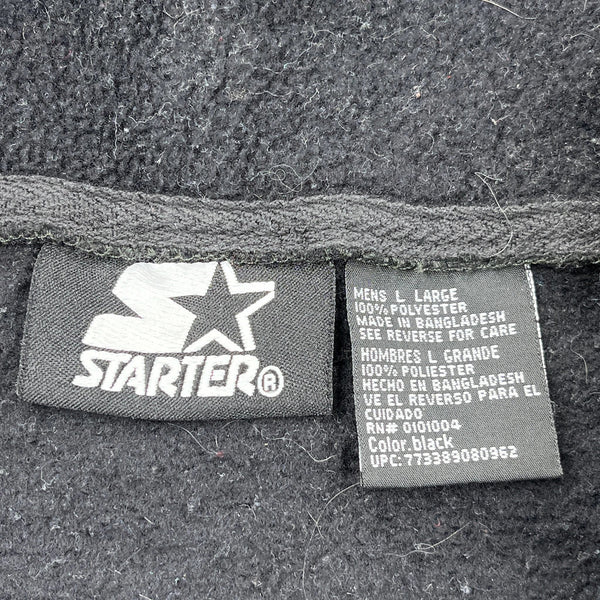 STARTER®
MENS L LARGE
100% POLYESTER
MADE IN BANGLADESH
SEE REVERSE FOR CARE
HOMBRES L GRANDE
100% POLIESTER
HECHO EN BANGLADESH
VE EL REVERSO PARA EL
CUIDADO
RN# 0101004
Color.black
UPC:773389080962